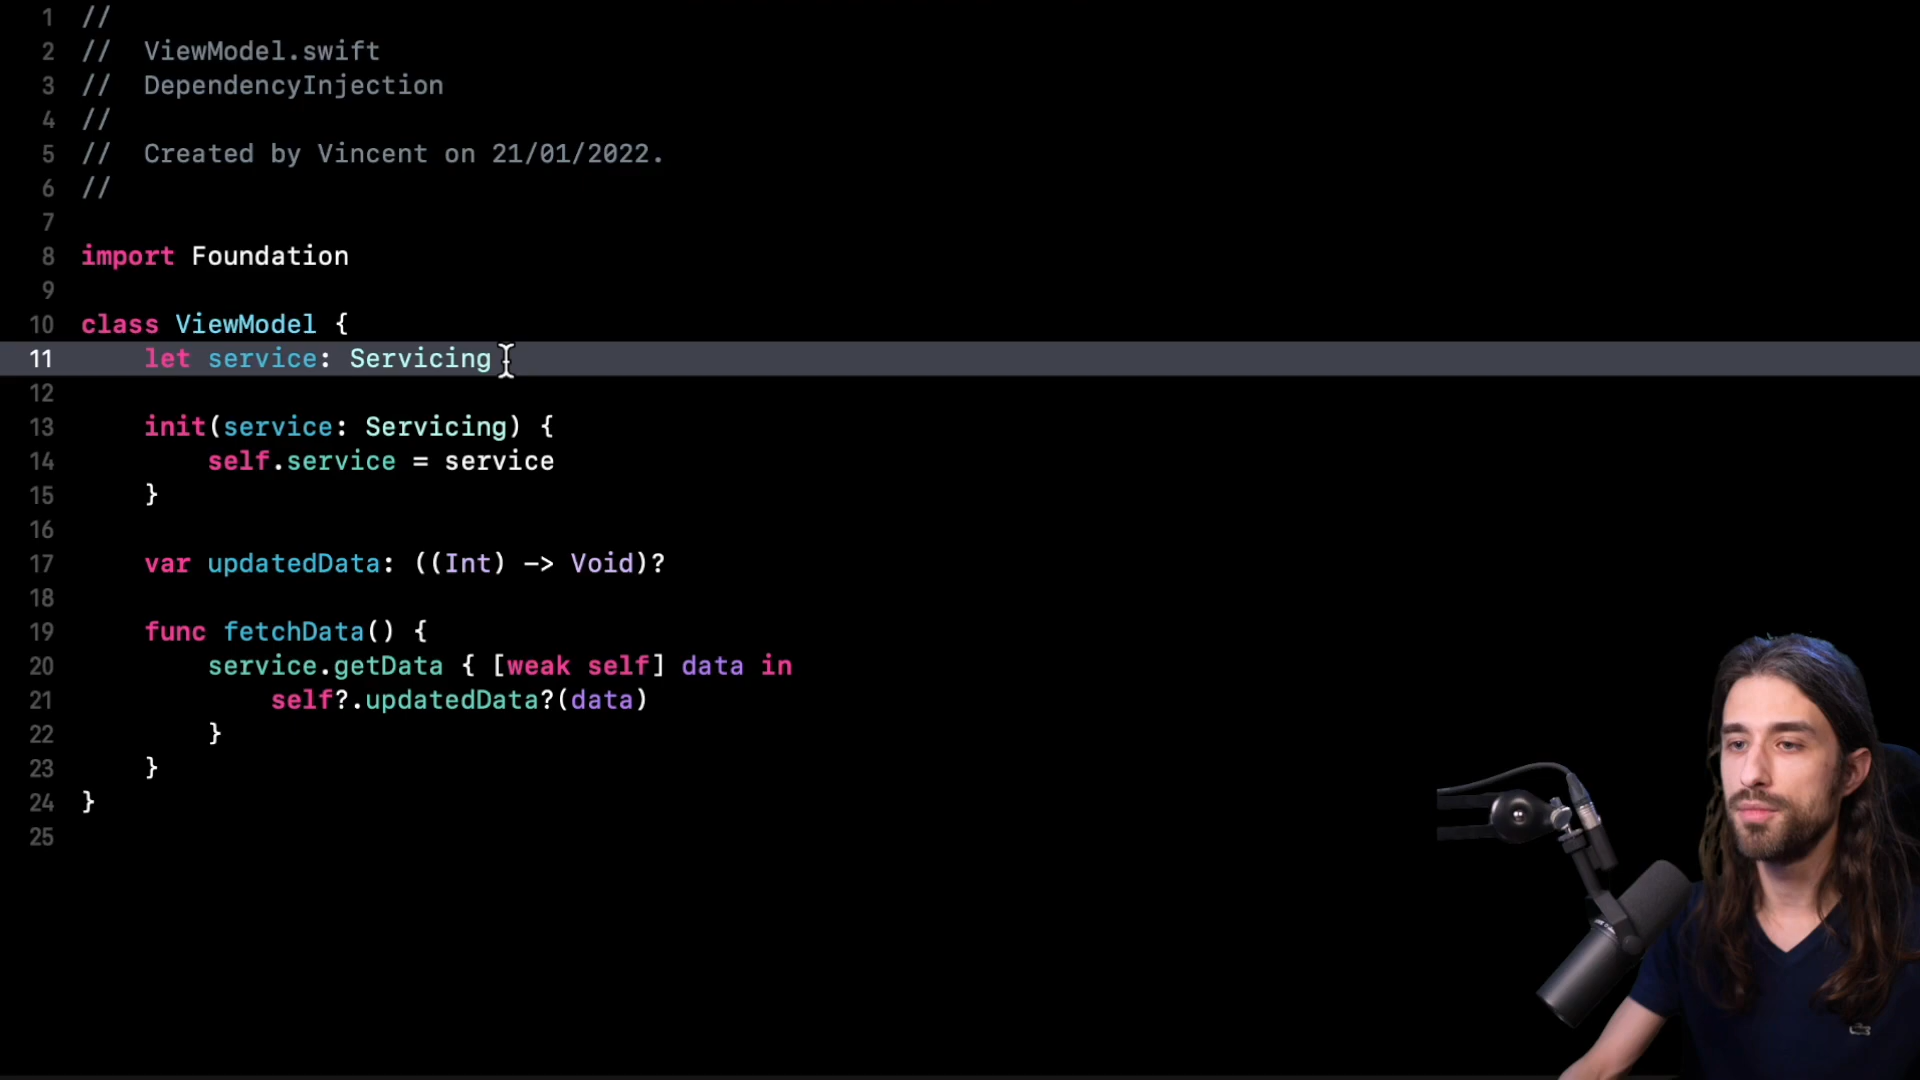 1 //
2 //  ViewModel.swift
3 //  DependencyInjection
4 //
5 //  Created by Vincent on 21/01/2022.
6 //
7
8 import Foundation
9
10 class ViewModel {
11     let service: Servicing
12
13     init(service: Servicing) {
14         self.service = service
15     }
16
17     var updatedData: ((Int) -> Void)?
18
19     func fetchData() {
20         service.getData { [weak self] data in
21             self?.updatedData?(data)
22         }
23     }
24 }
25